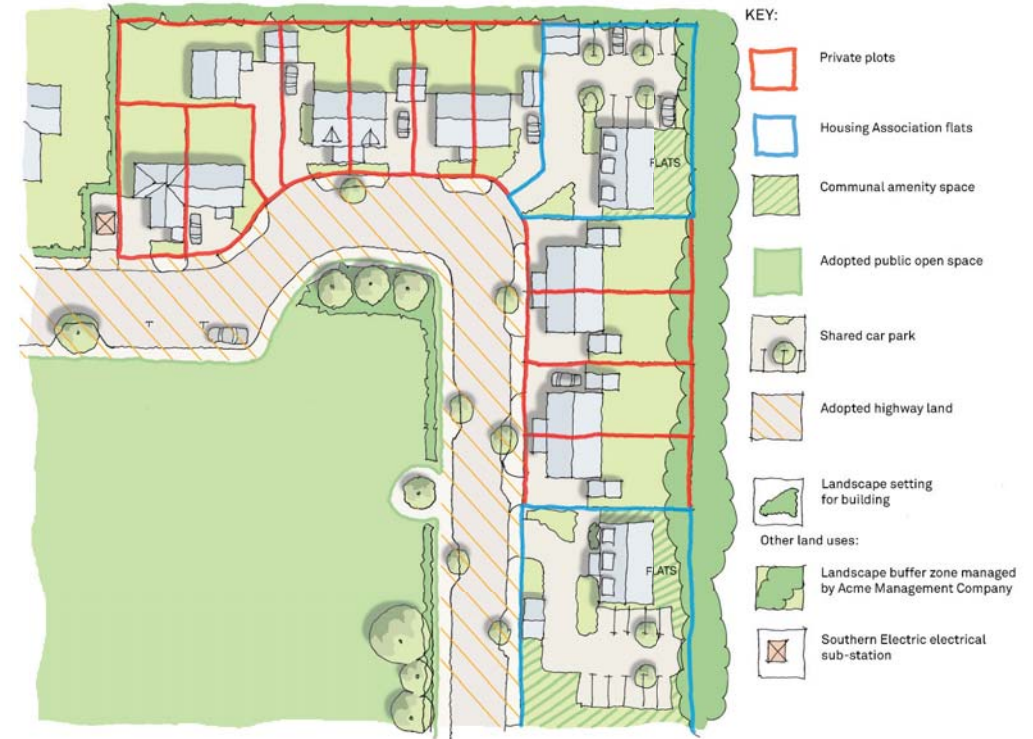 KEY:
Private plots
Housing Association flats
Communal amenity space
Adopted public open space
Shared car park
Adopted highway land
Landscape setting
for building
Other land uses:
Landscape buffer zone managed
by Acme Management Company
Southern Electric electrical
sub-station
FLATS
FLATS